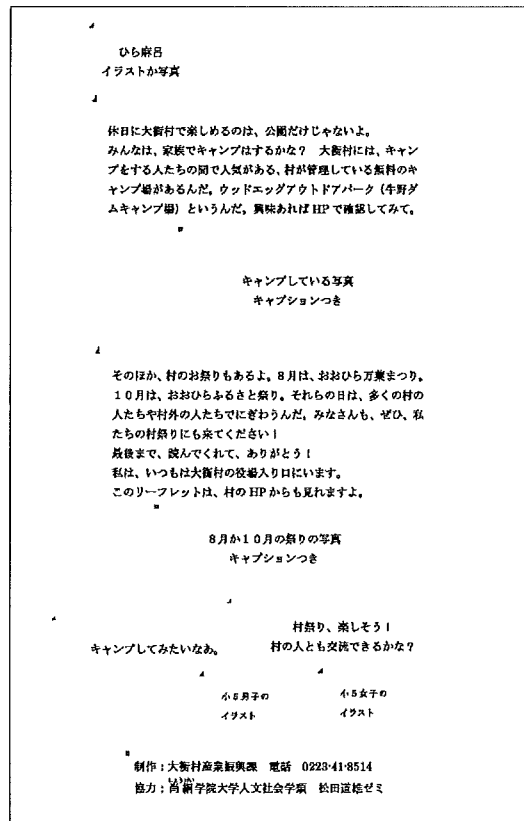 ひら麻呂
イラストか写真
休日に大衡村で楽しめるのは、公園だけじゃないよ。
みんなは、家族でキャンプはするかな？　大衡村には、キャン
プをする人たちの間で人気がある、村が管理している無料のキ
ャンプ場があるんだ。ウッドエッグアウトドアパーク（牛野ダ
ムキャンプ場）というんだ。興味あればHPで確認してみて。
キャンプしている写真
キャプションつき
そのほか、村のお祭りもあるよ。８月は、おおひら万葉まつり。
１０月は、おおひらふるさと祭り。それらの日は、多くの村の
人たちや村外の人たちでにぎわうんだ。みなさんも、ぜひ、私
たちの村祭りにも来てください！
最後まで、読んでくれて、ありがとう！
私は、いつもは大衡村の役場入り口にいます。
このリーフレットは、村のHPからも見れますよ。
８月か１０月の祭りの写真
キャプションつき
村祭り、楽しそう！
キャンプしてみたいなあ。　村の人とも交流できるかな？
小５男子の　小５女子の
イラスト　イラスト
制作：大衡村産業振興課　電話　0223-41-8514
しょうけい
協力：尚絅学院大学人文社会学類　松田道雄ゼミ